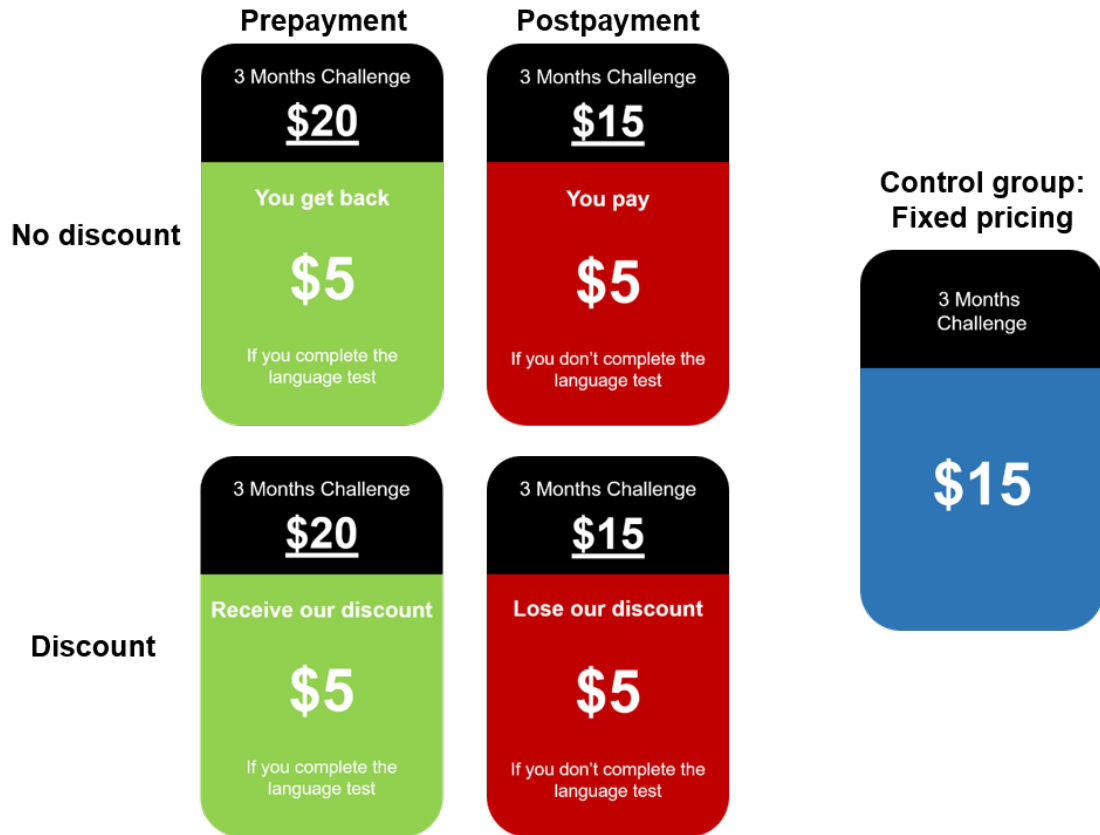 Prepayment
Postpayment
3 Months Challenge
$20
You get back
$5
If you complete the
language test
3 Months Challenge
$15
You pay
$5
If you don't complete the
language test
No discount
Control group:
Fixed pricing
3 Months
Challenge
$15
3 Months Challenge
$20
Receive our discount
$5
If you complete the
language test
3 Months Challenge
$15
Lose our discount
$5
If you don't complete the
language test
Discount